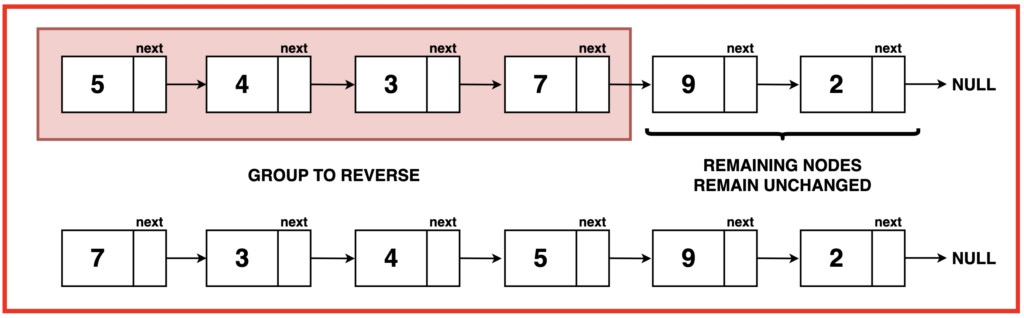 next next next next next next
5 4 3 7 9 2 NULL
GROUP TO REVERSE
REMAINING NODES
REMAIN UNCHANGED
next next next next next next
7 3 4 5 9 2 NULL